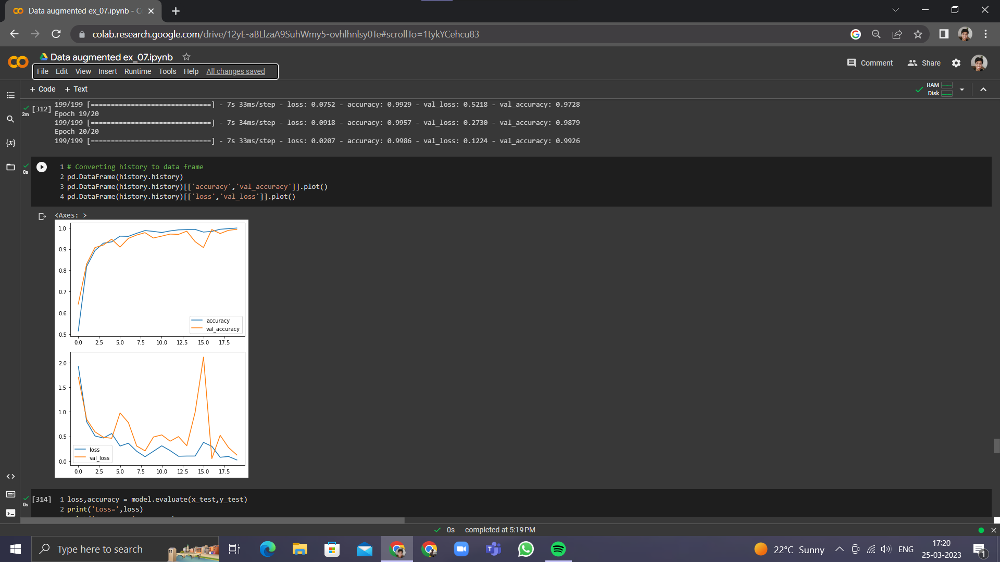 Data augmented ex_07.ipynb - C
colab.research.google.com/drive/12yE-aBLlzaA9SuhWmy5-ovhlhnlsy0Te#scrollTo=1tykYCehcu83
Data augmented ex_07.ipynb
File Edit View Insert Runtime Tools Help All changes saved
Comment Share
+ Code + Text
RAM
Disk
199/199 [==============================] - 7s 33ms/step - loss: 0.0752 - accuracy: 0.9929 - val_loss: 0.5218 - val_accuracy: 0.9728
[312]
2m
Epoch 19/20
199/199 [==============================] - 7s 34ms/step - loss: 0.0918 - accuracy: 0.9957 - val_loss: 0.2730 - val_accuracy: 0.9879
Epoch 20/20
199/199 [==============================] - 7s 33ms/step - loss: 0.0207 - accuracy: 0.9986 - val_loss: 0.1224 - val_accuracy: 0.9926
{x}
0s
1 # Converting history to data frame
2 pd.DataFrame(history.history)
3 pd.DataFrame(history.history)[['accuracy','val_accuracy']].plot()
4 pd.DataFrame(history.history)[['loss','val_loss']].plot()
<Axes: >
1.0
0.9
0.8
0.7
0.6
0.5
accuracy
val_accuracy
0.0 2.5 5.0 7.5 10.0 12.5 15.0 17.5
2.0
1.5
1.0
0.5
0.0
loss
val_loss
0.0 2.5 5.0 7.5 10.0 12.5 15.0 17.5
[314]
0s
1 loss,accuracy = model.evaluate(x_test,y_test)
2 print('Loss=',loss)
0s completed at 5:19 PM
Type here to search
22°C Sunny
ENG
17:20
25-03-2023
1